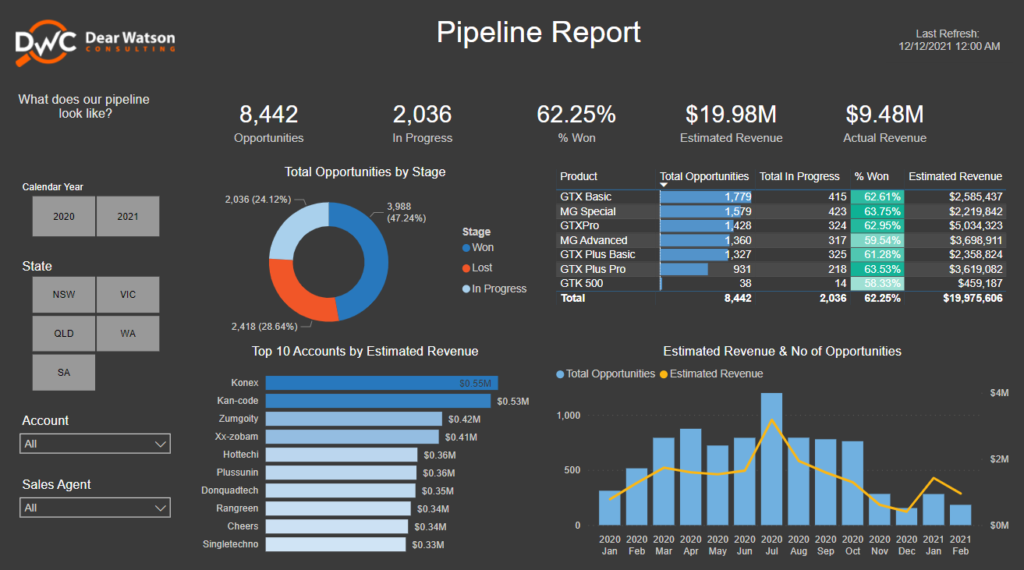 DWC Dear Watson
CONSULTING
Pipeline Report
Last Refresh:
12/12/2021 12:00 AM
What does our pipeline
look like?
8,442
Opportunities
2,036
In Progress
62.25%
% Won
$19.98M
Estimated Revenue
$9.48M
Actual Revenue
Calendar Year
2020 2021
State
NSW VIC
QLD WA
SA
Account
All
Sales Agent
All
Total Opportunities by Stage
2,036 (24.12%)
3,988
(47.24%)
2,418 (28.64%)
Stage
Won
Lost
In Progress
Product Total Opportunities Total In Progress % Won Estimated Revenue
GTX Basic 1,779 415 62.61% $2,585,437
MG Special 1,579 423 63.75% $2,219,842
GTXPro 1,428 324 62.95% $5,034,323
MG Advanced 1,360 317 59.54% $3,698,911
GTX Plus Basic 1,327 325 61.28% $2,358,824
GTX Plus Pro 931 218 63.53% $3,619,082
GTK 500 38 14 58.33% $459,187
Total 8,442 2,036 62.25% $19,975,606
Top 10 Accounts by Estimated Revenue
Konex $0.55M
Kan-code $0.53M
Zumgoity $0.42M
Xx-zobam $0.41M
Hottechi $0.36M
Plussunin $0.36M
Donquadtech $0.35M
Rangreen $0.34M
Cheers $0.34M
Singletechno $0.33M
Estimated Revenue & No of Opportunities
Total Opportunities Estimated Revenue
$4M
1,000
$2M
500
0 $0M
2020 2020 2020 2020 2020 2020 2020 2020 2020 2020 2020 2020 2021 2021
Jan Feb Mar Apr May Jun Jul Aug Sep Oct Nov Dec Jan Feb